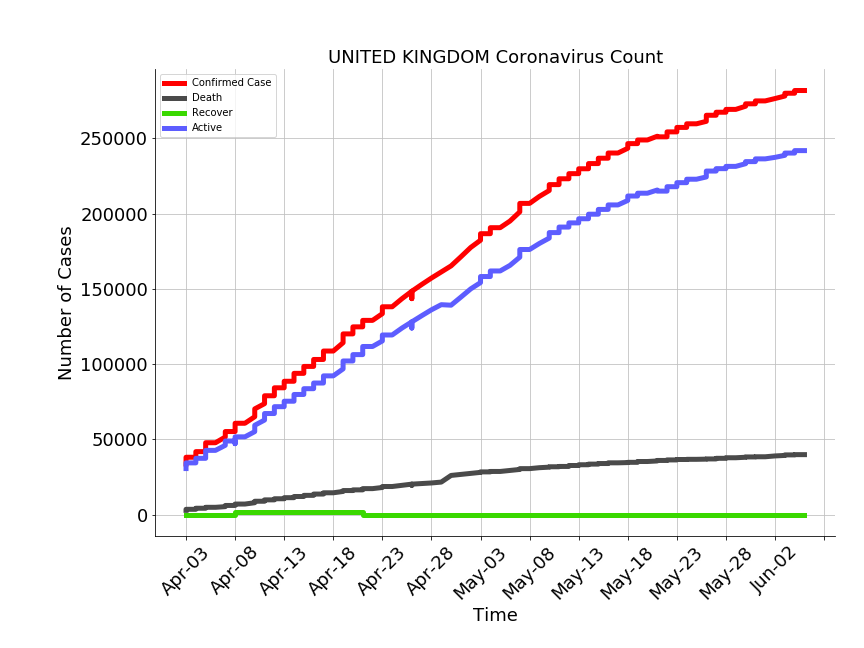 UNITED KINGDOM Coronavirus Count
Confirmed Case
Death
Recover
Active
Number of Cases
250000
200000
150000
100000
50000
0
Apr-03
Apr-08
Apr-13
Apr-18
Apr-23
Apr-28
May-03
May-08
May-13
May-18
May-23
May-28
Jun-02
Time